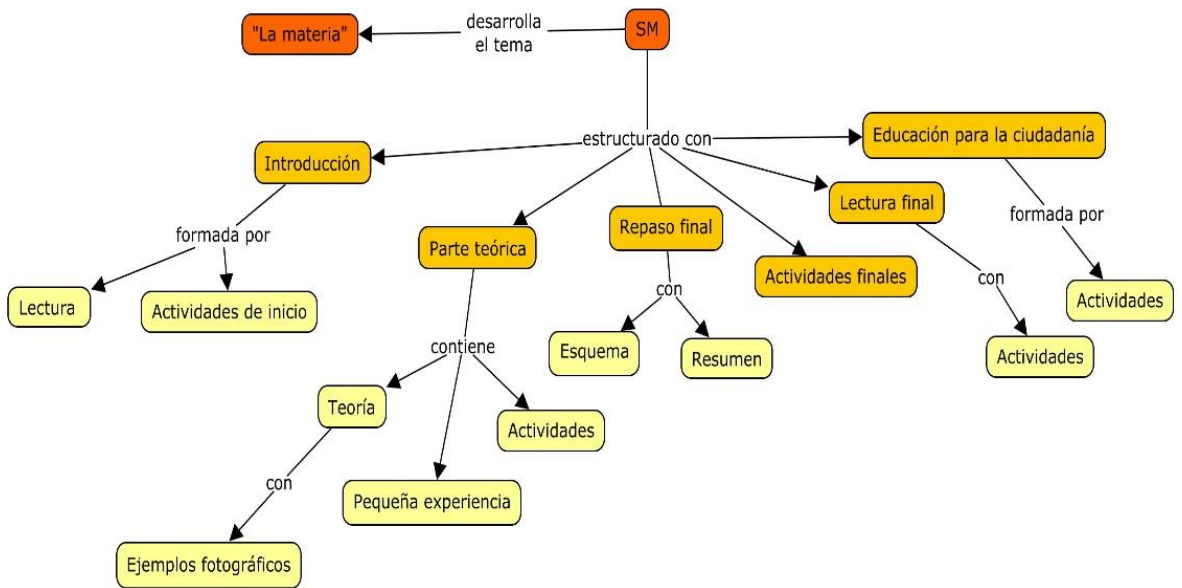 "La materia"
desarrolla
el tema
SM
estructurado con
Educación para la ciudadanía
Introducción
Lectura final
formada por
Repaso final
formada por
Parte teórica
Actividades finales
Lectura
Actividades de inicio
con
con
Actividades
contiene
Esquema
Resumen
Actividades
Teoría
Actividades
con
Pequeña experiencia
Ejemplos fotográficos